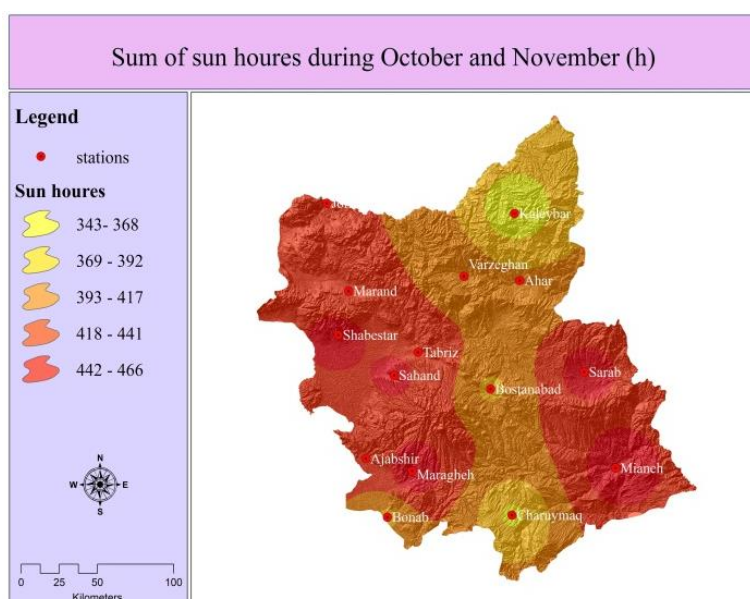 Sum of sun houres during October and November (h)
Legend
stations
Sun houres
343- 368
369 - 392
393 - 417
418 - 441
442 - 466
N
W E
S
0 25 50 100
Kilometers
Kaleybar
Varzeghan
Ahar
Marand
Shabestar
Tabriz
Sahand
Sarab
Bostanabad
Ajabshir
Maragheh
Mianeh
Bonab
Charuymaq